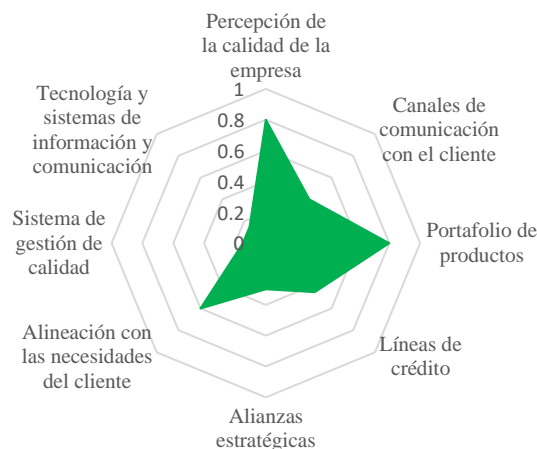 Percepción de
la calidad de la
empresa
1
0.8
0.6
0.4
0.2
0
Canales de
comunicación
con el cliente
Portafolio de
productos
Líneas de
crédito
Alianzas
estratégicas
Alineación con
las necesidades
del cliente
Sistema de
gestión de
calidad
Tecnología y
sistemas de
información y
comunicación